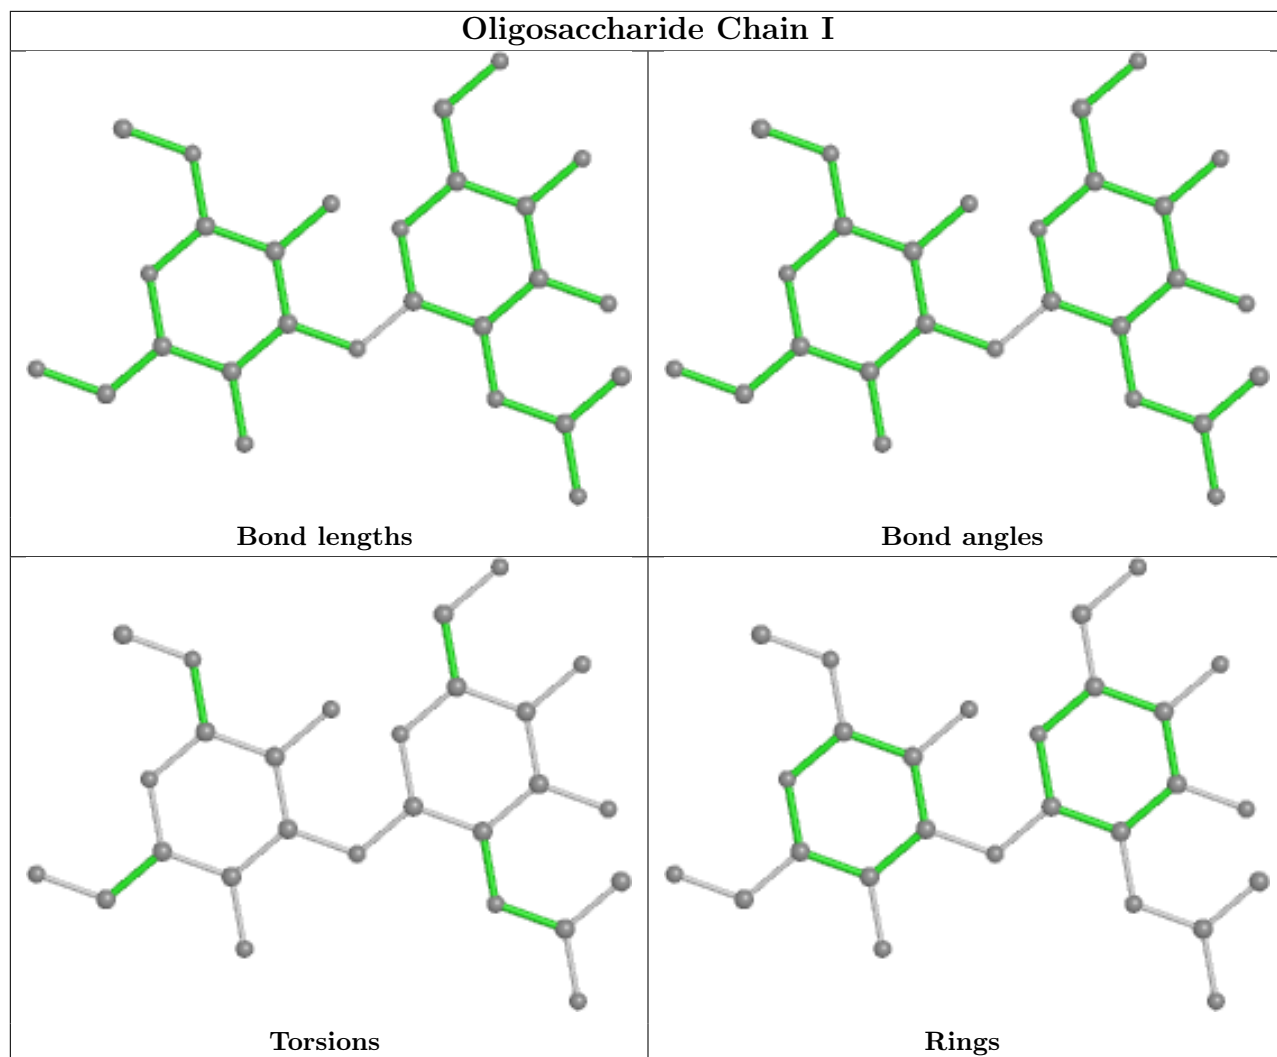 Oligosaccharide Chain I
Bond lengths
Bond angles
Torsions
Rings